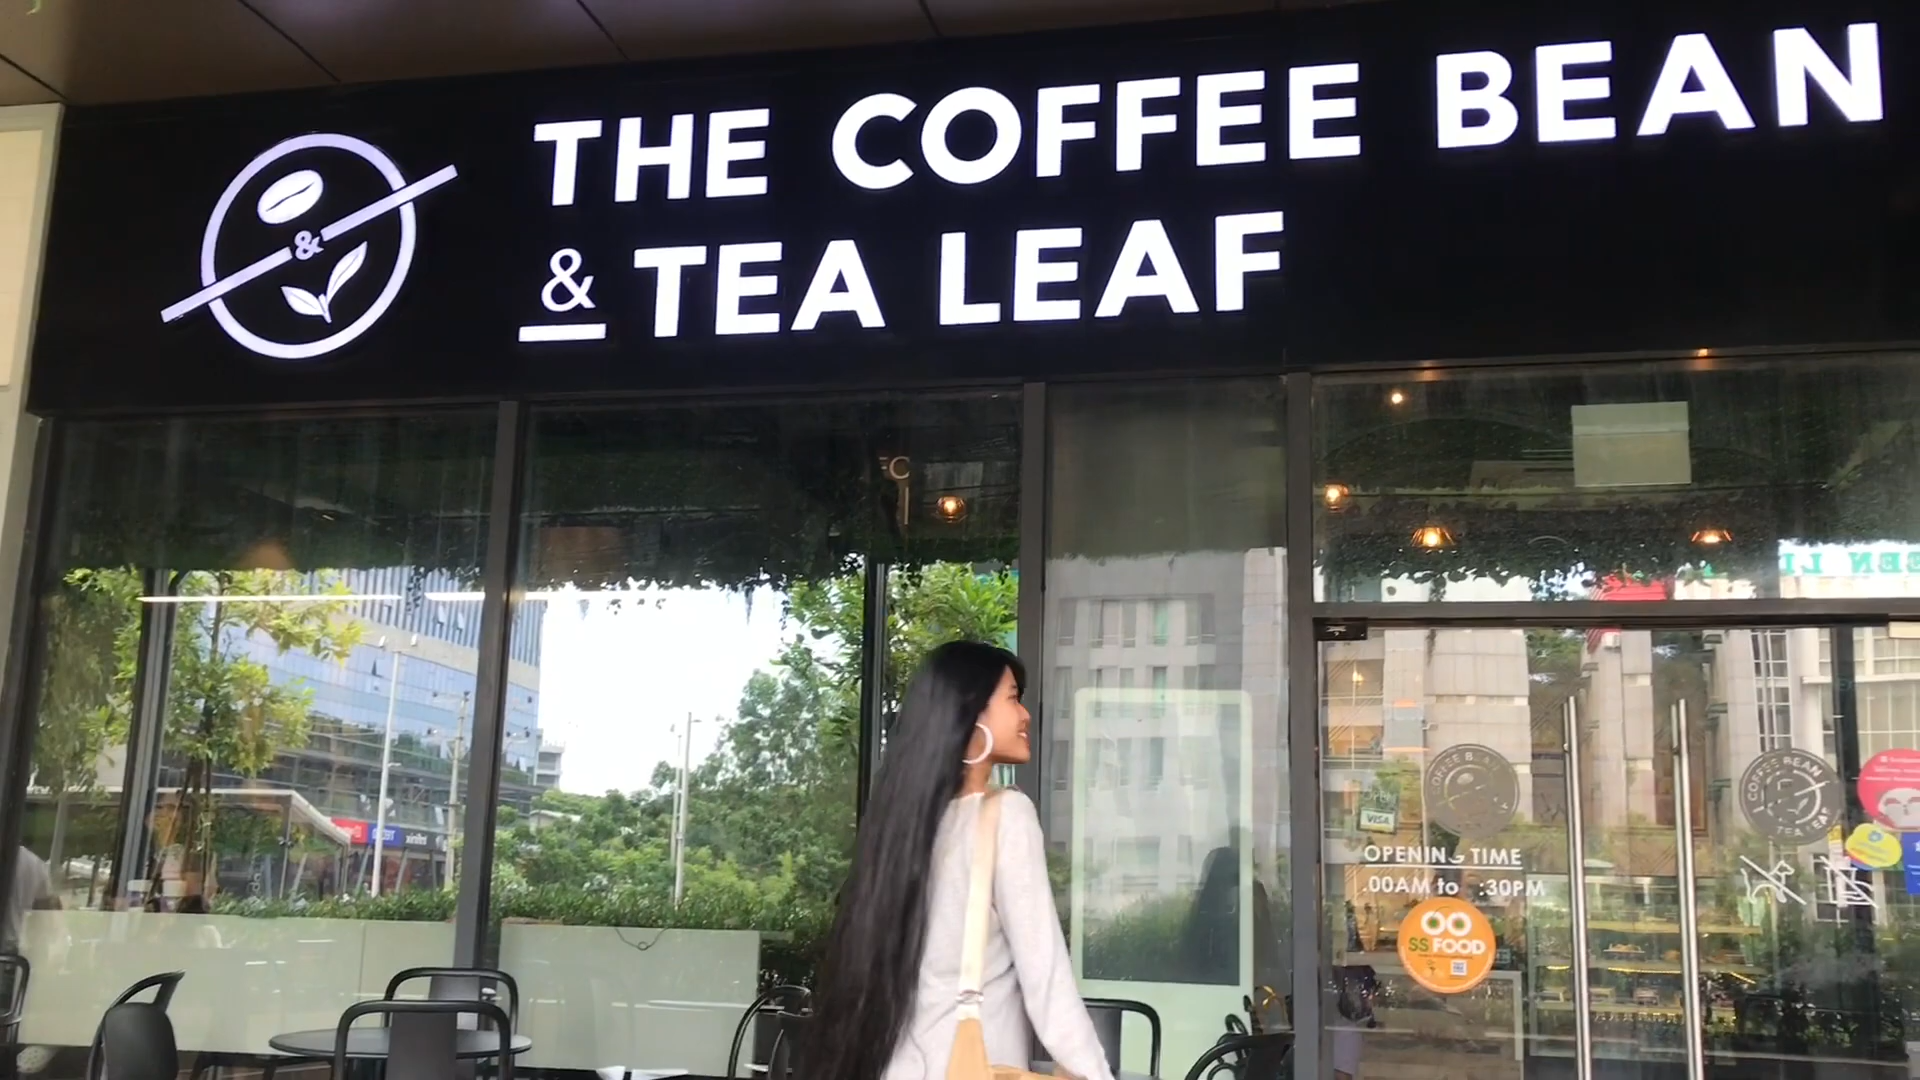 THE COFFEE BEAN
& TEA LEAF
&
COFFEE BEAN
TEA LEAF
VISA
OPENING TIME
.00AM to :30PM
SS FOOD